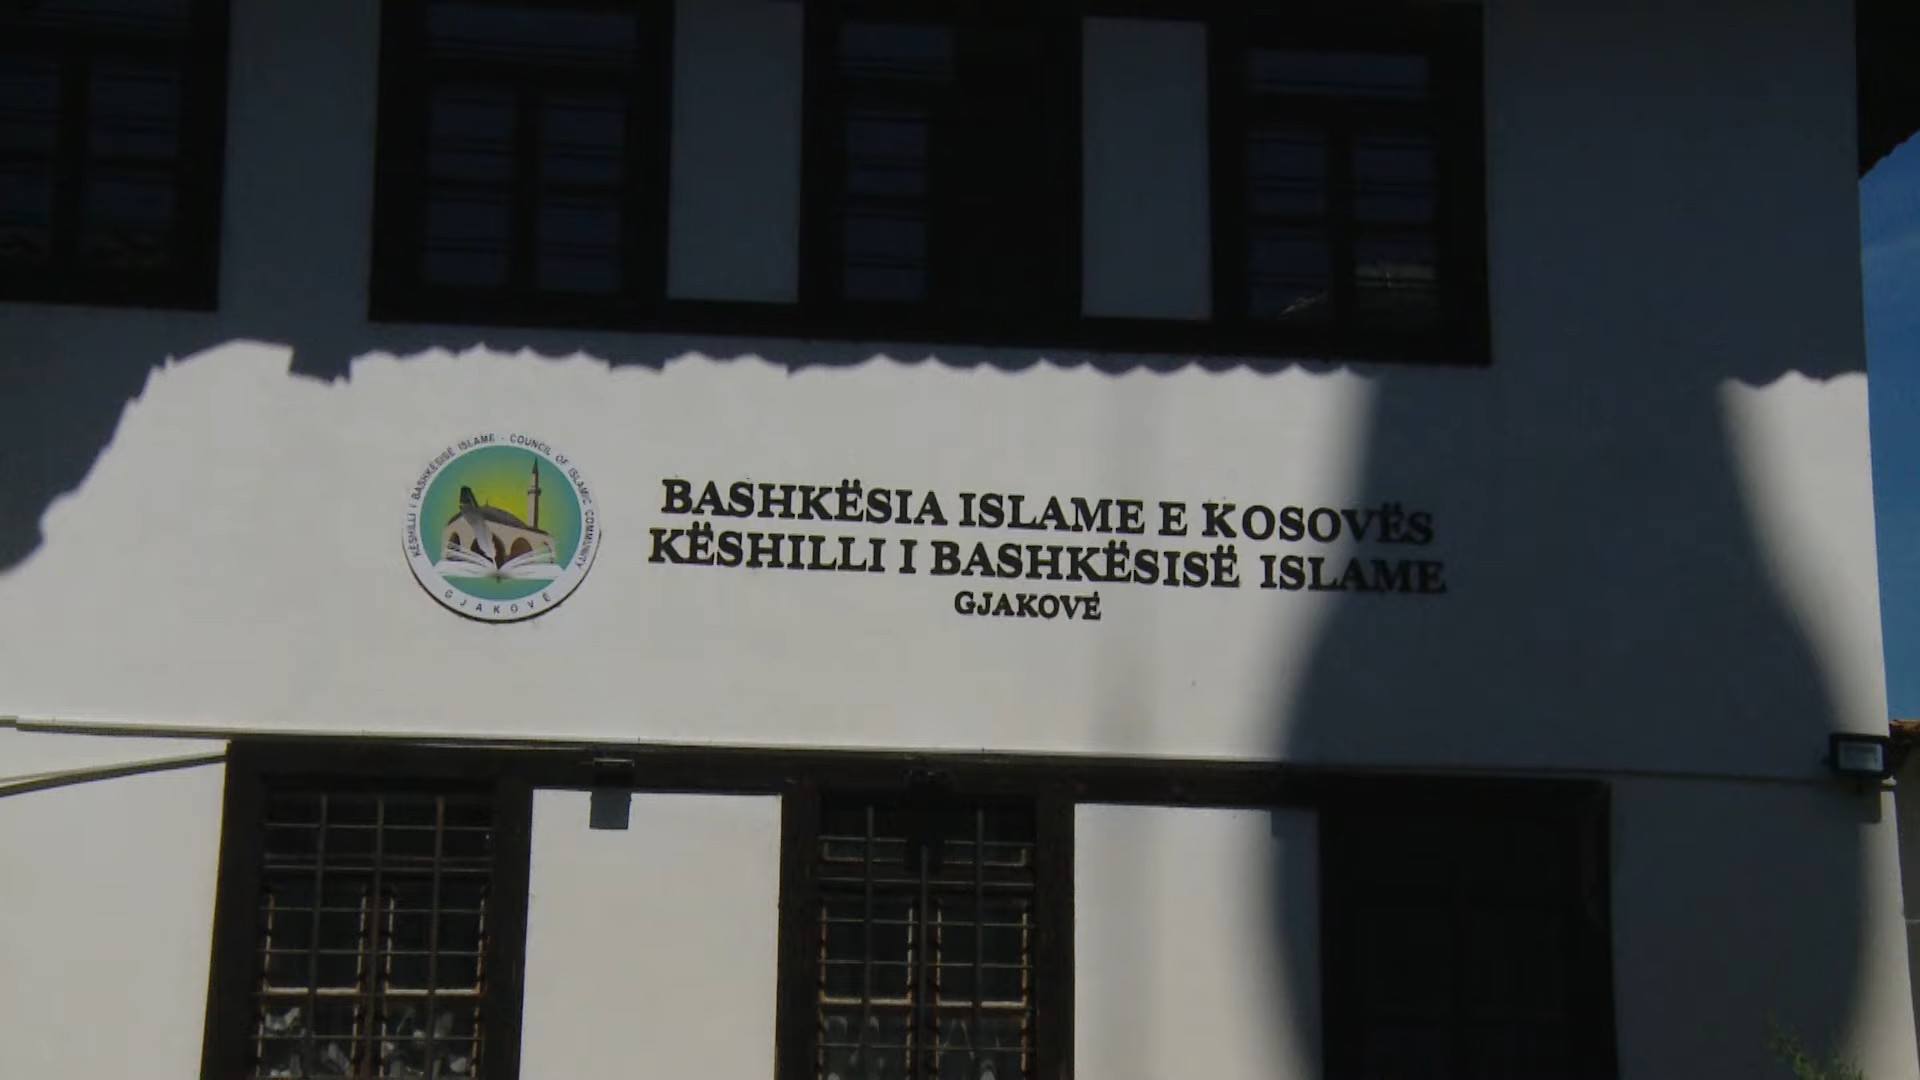 KËSHILLI I BASHKËSISË ISLAME - COUNCIL OF ISLAMIC COMMUNITY
GJAKOVË
BASHKËSIA ISLAME E KOSOVËS
KËSHILLI I BASHKËSISË ISLAME
GJAKOVË